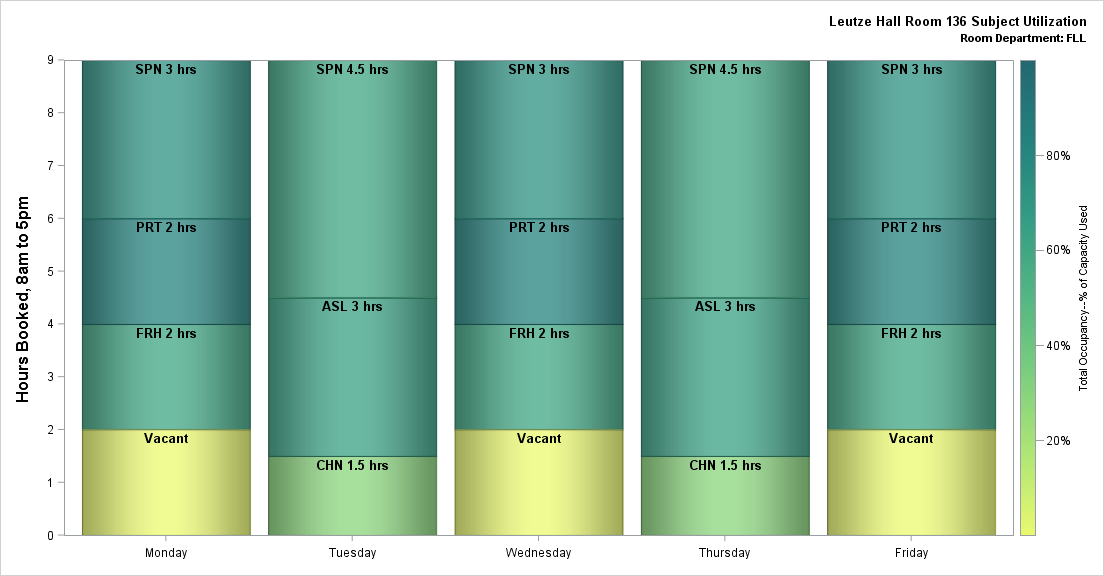 Leutze Hall Room 136 Subject Utilization
Room Department: FLL
Hours Booked, 8am to 5pm
9
8
7
6
5
4
3
2
1
0
SPN 3 hrs
PRT 2 hrs
FRH 2 hrs
Vacant
Monday
SPN 4.5 hrs
ASL 3 hrs
CHN 1.5 hrs
Tuesday
SPN 3 hrs
PRT 2 hrs
FRH 2 hrs
Vacant
Wednesday
SPN 4.5 hrs
ASL 3 hrs
CHN 1.5 hrs
Thursday
SPN 3 hrs
PRT 2 hrs
FRH 2 hrs
Vacant
Friday
80%
60%
40%
20%
Total Occupancy--% of Capacity Used